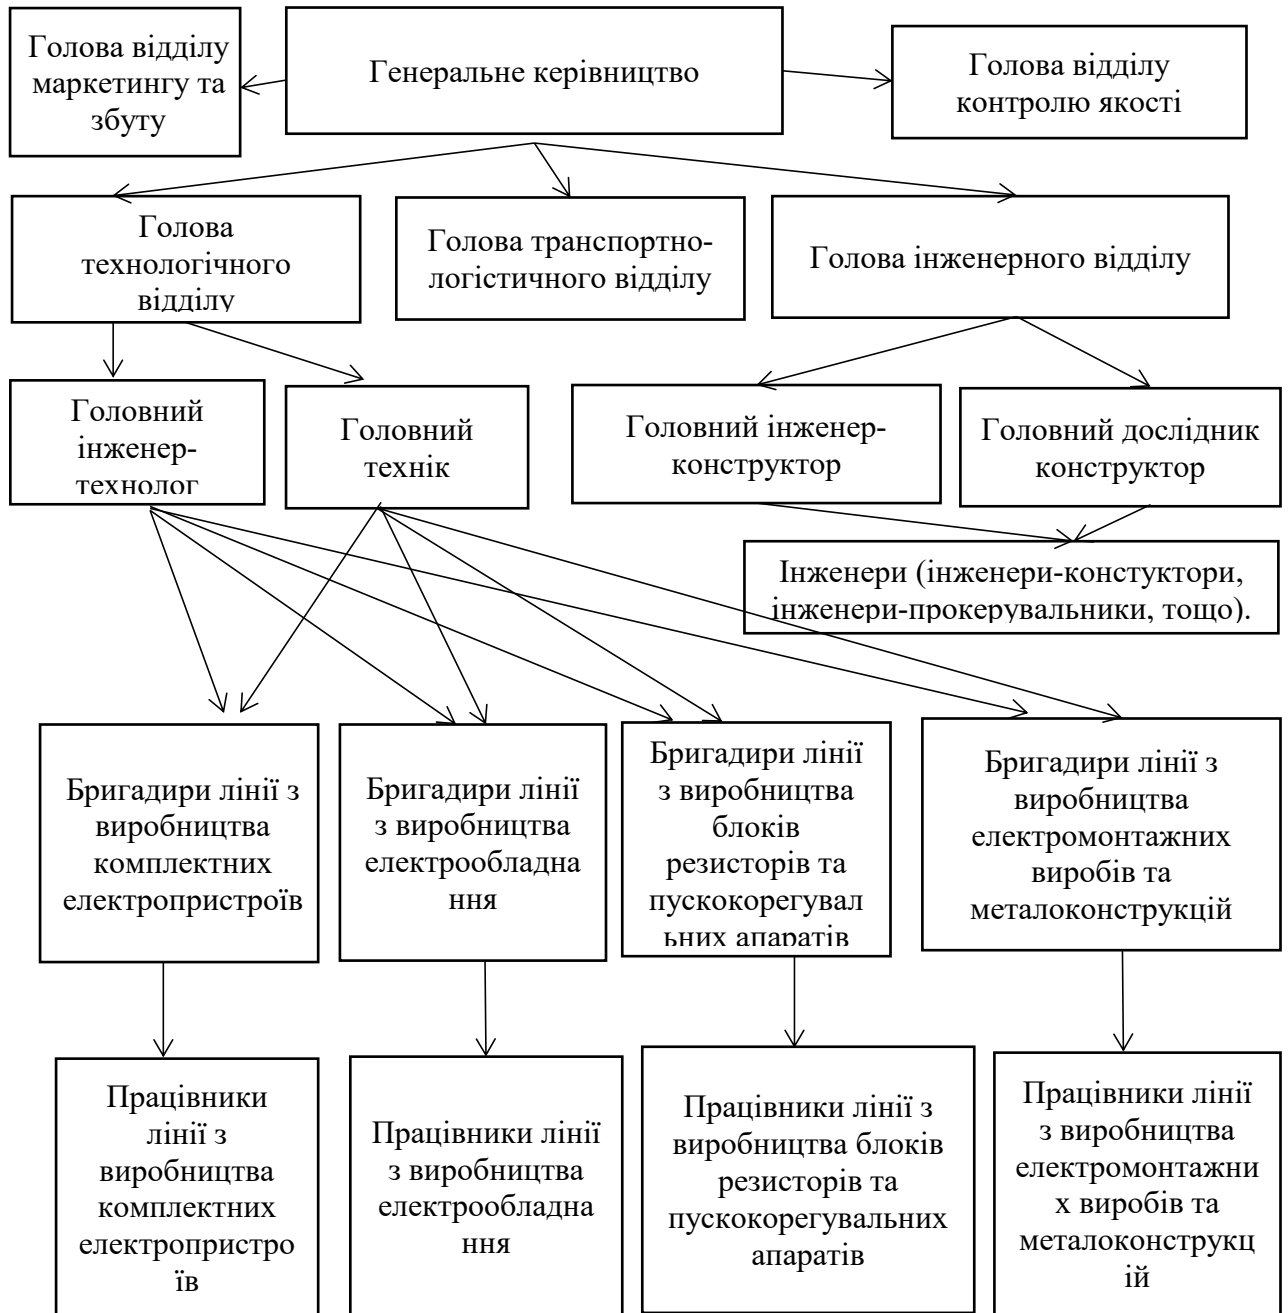 Голова відділу
маркетингу та
збуту
Генеральне керівництво
Голова відділу
контролю якості
Голова
технологічного
відділу
Голова транспортно-
логістичного відділу
Голова інженерного відділу
Головний
інженер-
технолог
Головний
технік
Головний інженер-
конструктор
Головний дослідник
конструктор
Інженери (інженери-констуктори,
інженери-прокерувальники, тощо).
Бригадири лінії з
виробництва
комплектних
електропристроїв
Бригадири лінії
з виробництва
електрообладна
ння
Бригадири лінії
з виробництва
блоків
резисторів та
пускокорегувал
ьних апаратів
Бригадири лінії з
виробництва
електромонтажних
виробів та
металоконструкцій
Працівники
лінії з
виробництва
комплектних
електропристро
їв
Працівники лінії
з виробництва
електрообладна
ння
Працівники лінії з
виробництва блоків
резисторів та
пускокорегувальних
апаратів
Працівники лінії
з виробництва
електромонтажни
х виробів та
металоконструкц
ій